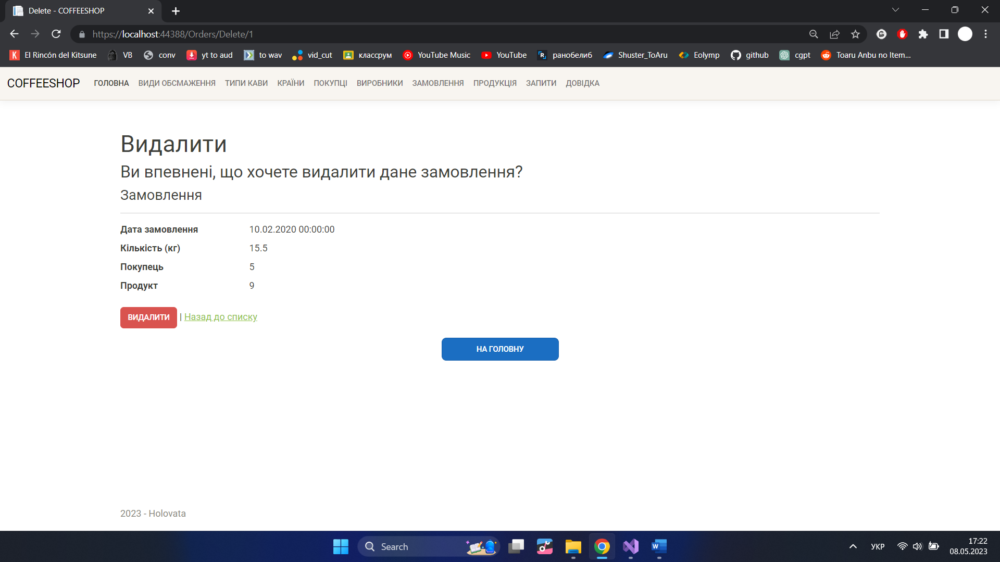 Delete - COFFEESHOP
https://localhost:44388/Orders/Delete/1
El Rincón del Kitsune VB conv yt to aud to wav vid_cut классрум YouTube Music YouTube ранобелиб Shuster_ToAru Eolymp github cgpt Toaru Anbu no Item...
COFFEESHOP ГОЛОВНА ВИДИ ОБСМАЖЕННЯ ТИПИ КАВИ КРАЇНИ ПОКУПЦІ ВИРОБНИКИ ЗАМОВЛЕННЯ ПРОДУКЦІЯ ЗАПИТИ ДОВІДКА
Видалити
Ви впевнені, що хочете видалити дане замовлення?
Замовлення
Дата замовлення 10.02.2020 00:00:00
Кількість (кг) 15.5
Покупець 5
Продукт 9
ВИДАЛИТИ | Назад до списку
НА ГОЛОВНУ
2023 - Holovata
Search
УКР
17:22
08.05.2023